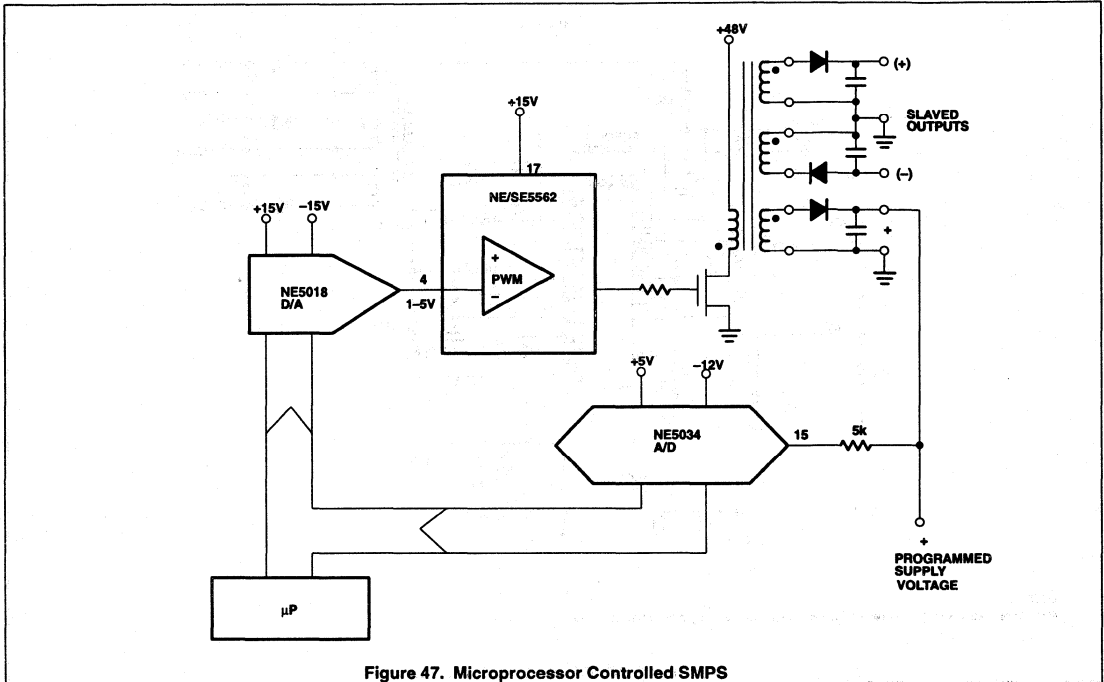 +48V
(+)
SLAVED
OUTPUTS
(–)
+
+15V
17
NE/SE5562
+
PWM
–
+15V
–15V
NE5018
D/A
4
1–5V
+5V
–12V
NE5034
A/D
15
5k
+
PROGRAMMED
SUPPLY
VOLTAGE
μP
Figure 47. Microprocessor Controlled SMPS